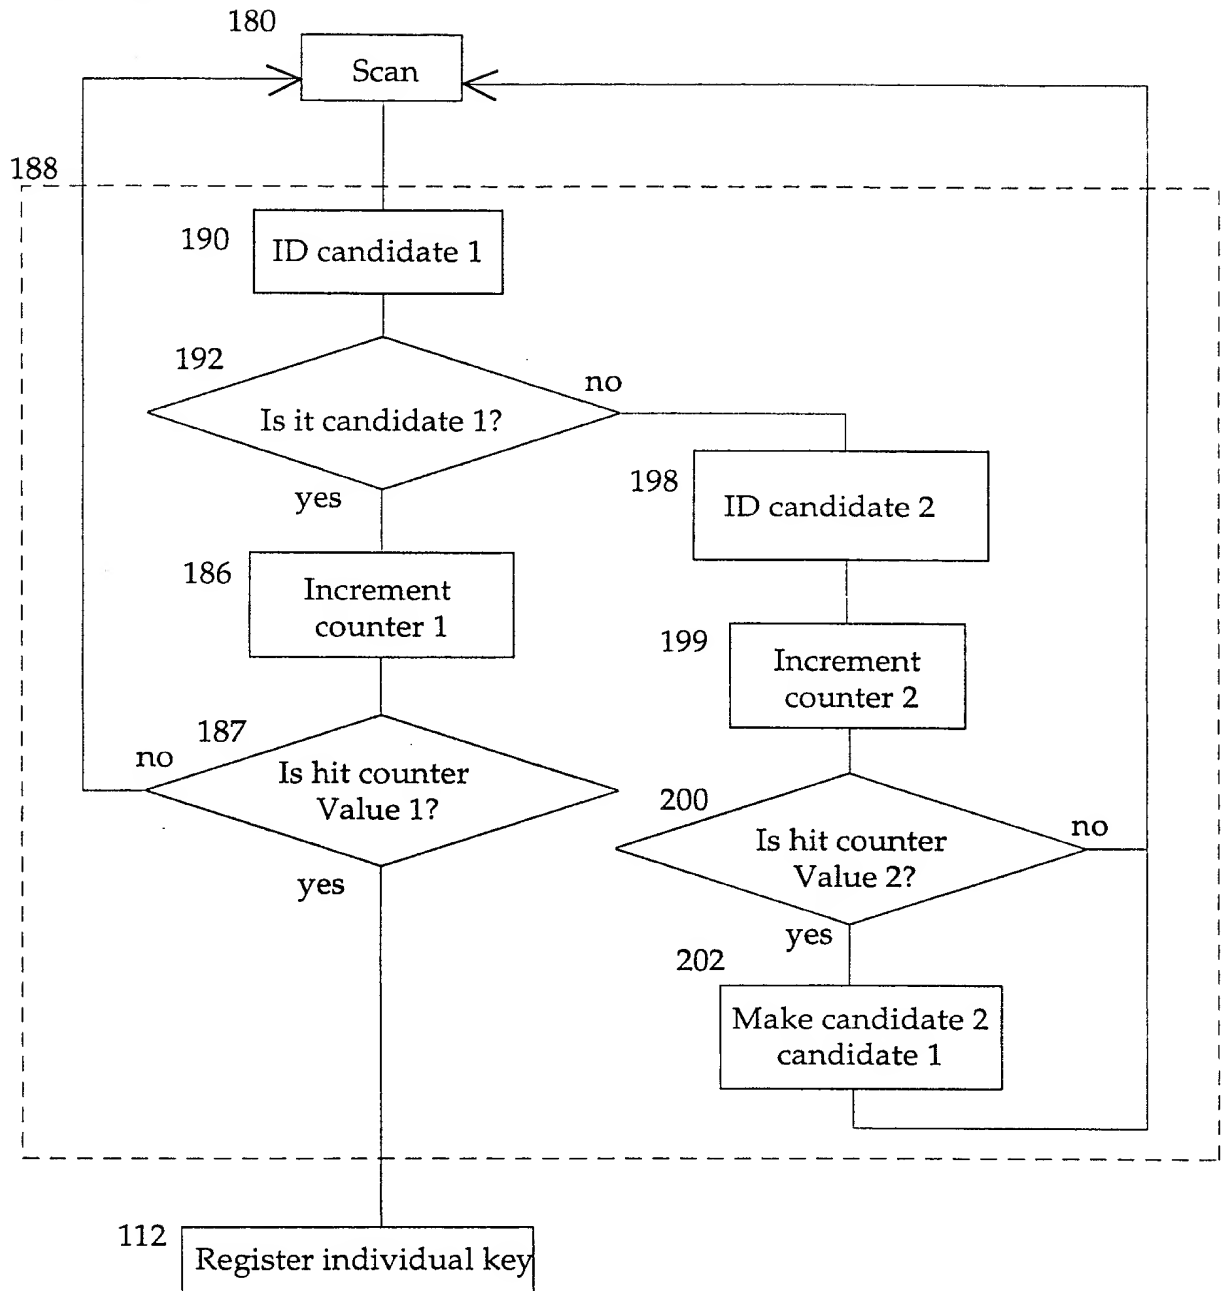 180
Scan
188
190
ID candidate 1
192
no
Is it candidate 1?
yes
198
ID candidate 2
186
Increment
counter 1
199
Increment
counter 2
187
no
Is hit counter
Value 1?
yes
200
no
Is hit counter
Value 2?
yes
202
Make candidate 2
candidate 1
112
Register individual key